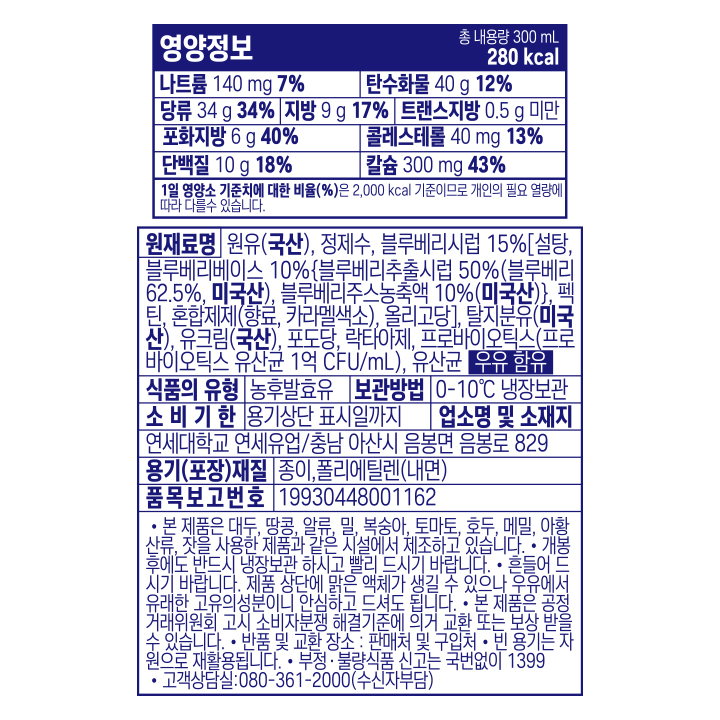 영양정보 총 내용량 300 mL
280 kcal
나트륨 140 mg 7% 탄수화물 40 g 12%
당류 34 g 34% 지방 9 g 17% 트랜스지방 0.5 g 미만
포화지방 6 g 40% 콜레스테롤 40 mg 13%
단백질 10 g 18% 칼슘 300 mg 43%
1일 영양소 기준치에 대한 비율(%)은 2,000 kcal 기준이므로 개인의 필요 열량에
따라 다를수 있습니다.
원재료명 원유(국산), 정제수, 블루베리시럽 15%[설탕,
블루베리베이스 10%{블루베리추출시럽 50%(블루베리
62.5%, 미국산), 블루베리주스농축액 10%(미국산)}, 펙
틴, 혼합제제(향료, 카라멜색소), 올리고당], 탈지분유(미국
산), 유크림(국산), 포도당, 락타아제, 프로바이오틱스(프로
바이오틱스 유산균 1억 CFU/mL), 유산균 우유 함유
식품의 유형 농후발효유 보관방법 0-10℃ 냉장보관
소 비 기 한 용기상단 표시일까지 업소명 및 소재지
연세대학교 연세유업/충남 아산시 음봉면 음봉로 829
용기(포장)재질 종이,폴리에틸렌(내면)
품목보고번호 19930448001162
• 본 제품은 대두, 땅콩, 알류, 밀, 복숭아, 토마토, 호두, 메밀, 아황
산류, 잣을 사용한 제품과 같은 시설에서 제조하고 있습니다. • 개봉
후에도 반드시 냉장보관 하시고 빨리 드시기 바랍니다. • 흔들어 드
시기 바랍니다. 제품 상단에 맑은 액체가 생길 수 있으나 우유에서
유래한 고유의성분이니 안심하고 드셔도 됩니다. • 본 제품은 공정
거래위원회 고시 소비자분쟁 해결기준에 의거 교환 또는 보상 받을
수 있습니다. • 반품 및 교환 장소 : 판매처 및 구입처 • 빈 용기는 자
원으로 재활용됩니다. • 부정·불량식품 신고는 국번없이 1399
• 고객상담실:080-361-2000(수신자부담)